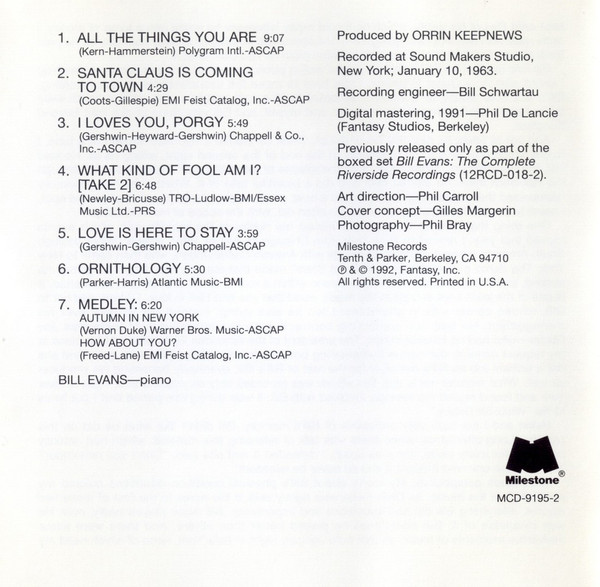 1. ALL THE THINGS YOU ARE 9:07
(Kern-Hammerstein) Polygram Intl.-ASCAP
2. SANTA CLAUS IS COMING
TO TOWN 4:29
(Coots-Gillespie) EMI Feist Catalog, Inc.-ASCAP
3. I LOVES YOU, PORGY 5:49
(Gershwin-Heyward-Gershwin) Chappell & Co.,
Inc.-ASCAP
4. WHAT KIND OF FOOL AM I?
[TAKE 2] 6:48
(Newley-Bricusse) TRO-Ludlow-BMI/Essex
Music Ltd.-PRS
5. LOVE IS HERE TO STAY 3:59
(Gershwin-Gershwin) Chappell-ASCAP
6. ORNITHOLOGY 5:30
(Parker-Harris) Atlantic Music-BMI
7. MEDLEY: 6:20
AUTUMN IN NEW YORK
(Vernon Duke) Warner Bros. Music-ASCAP
HOW ABOUT YOU?
(Freed-Lane) EMI Feist Catalog, Inc.-ASCAP
BILL EVANS—piano
Produced by ORRIN KEEPNEWS
Recorded at Sound Makers Studio,
New York; January 10, 1963.
Recording engineer—Bill Schwartau
Digital mastering, 1991—Phil De Lancie
(Fantasy Studios, Berkeley)
Previously released only as part of the
boxed set Bill Evans: The Complete
Riverside Recordings (12RCD-018-2).
Art direction—Phil Carroll
Cover concept—Gilles Margerin
Photography—Phil Bray
Milestone Records
Tenth & Parker, Berkeley, CA 94710
℗ & © 1992, Fantasy, Inc.
All rights reserved. Printed in U.S.A.
Milestone®
MCD-9195-2